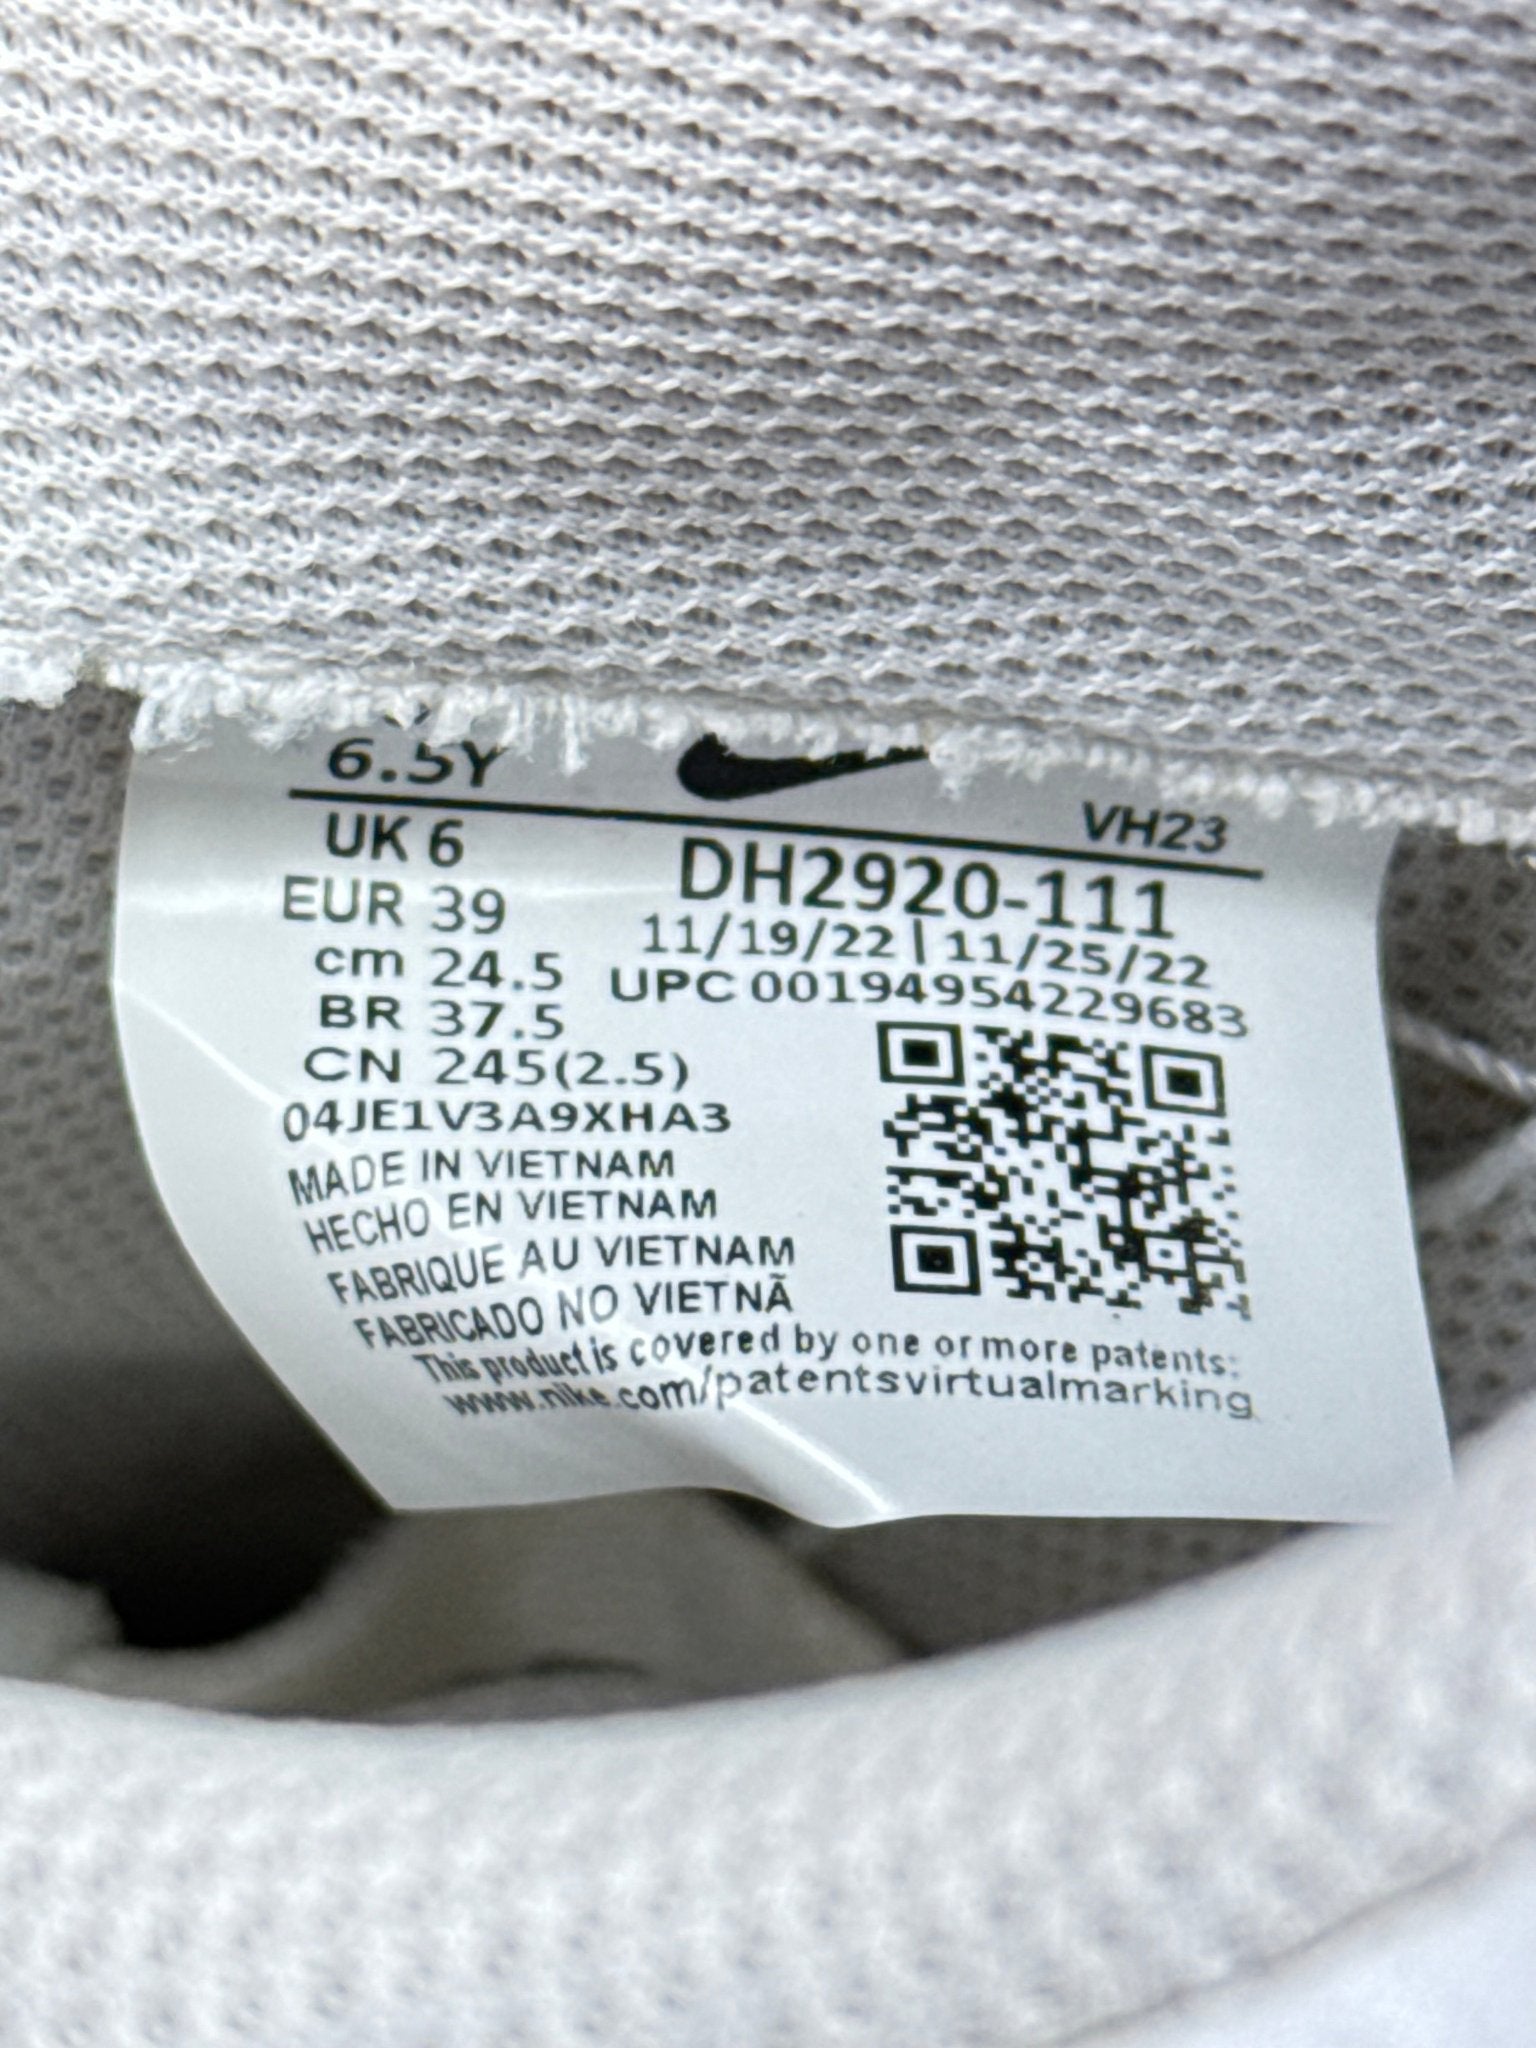 6.5Y
VH23
UK 6
DH2920-111
EUR 39
11/19/22 | 11/25/22
cm 24.5
UPC 00194954229683
BR 37.5
CN 245(2.5)
04JE1V3A9XHA3
MADE IN VIETNAM
HECHO EN VIETNAM
FABRIQUE AU VIETNAM
FABRICADO NO VIETNÃ
This product is covered by one or more patents:
www.nike.com/patentsvirtualmarking